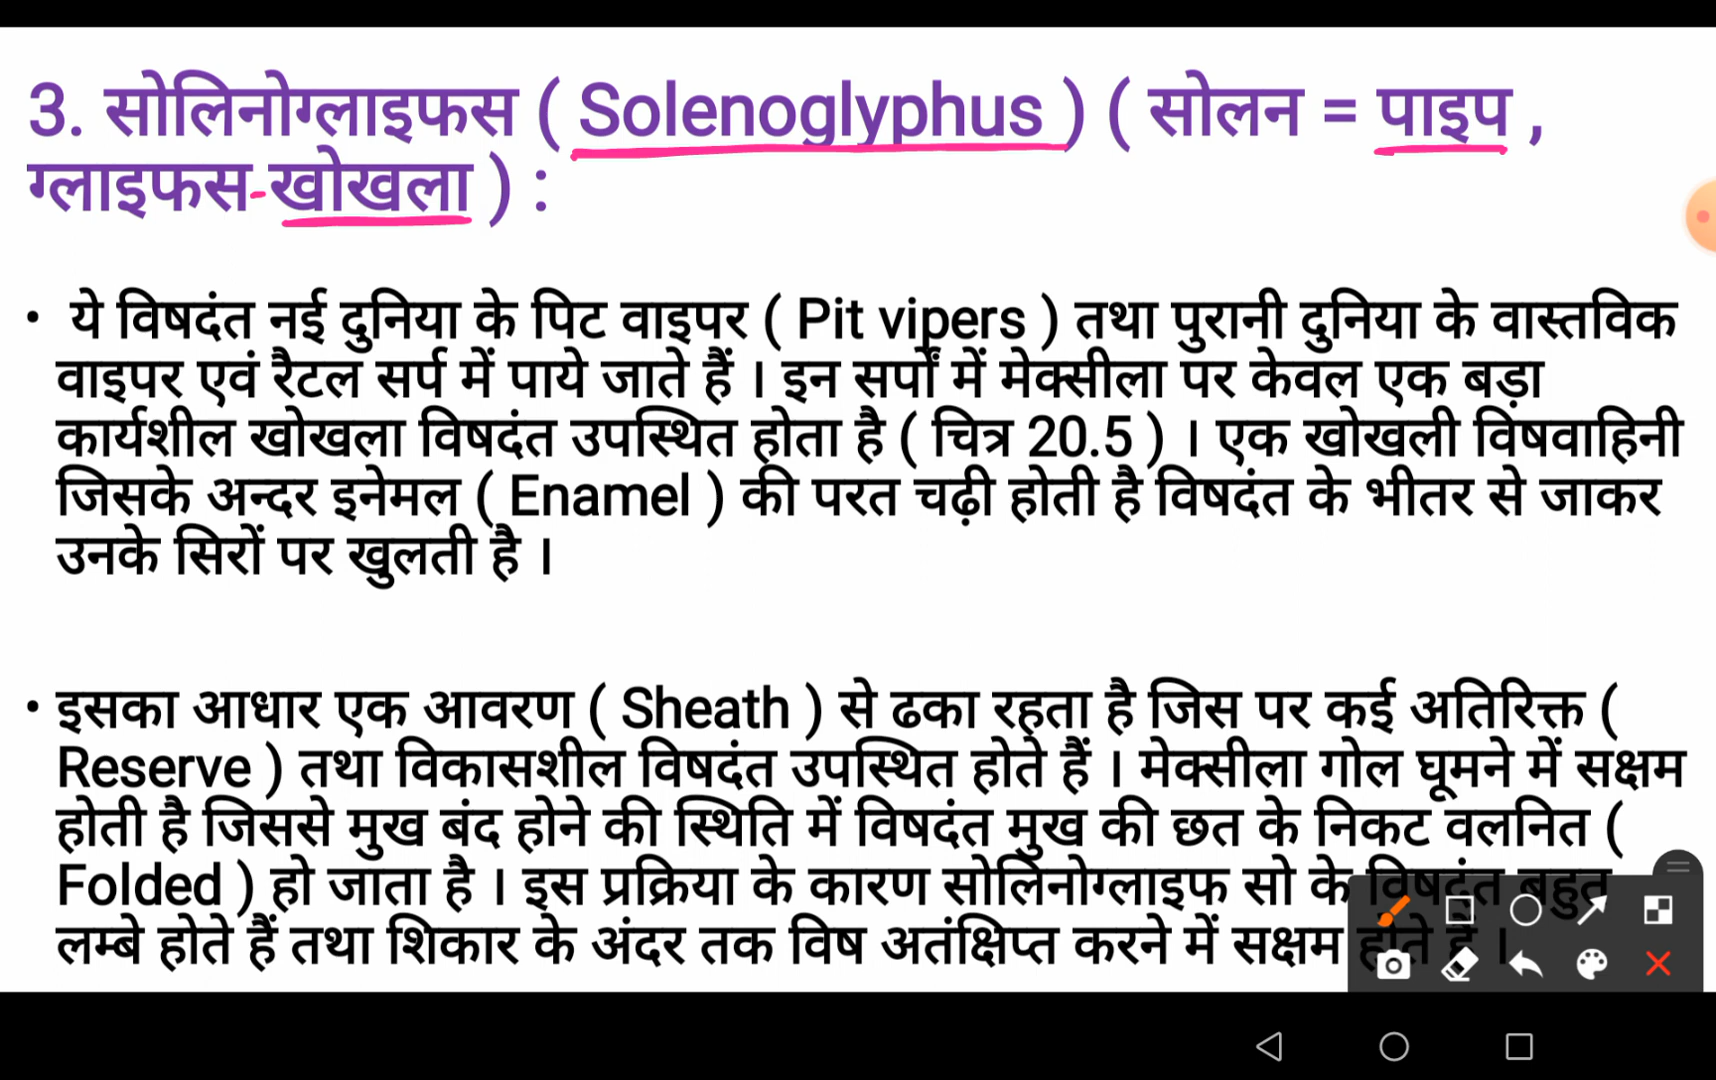 3. सोलिनोग्लाइफस ( Solenoglyphus ) ( सोलन = पाइप ,
ग्लाइफस-खोखला ) :
• ये विषदंत नई दुनिया के पिट वाइपर ( Pit vipers ) तथा पुरानी दुनिया के वास्तविक
वाइपर एवं रैटल सर्प में पाये जाते हैं । इन सर्पों में मेक्सीला पर केवल एक बड़ा
कार्यशील खोखला विषदंत उपस्थित होता है ( चित्र 20.5 ) । एक खोखली विषवाहिनी
जिसके अन्दर इनेमल ( Enamel ) की परत चढ़ी होती है विषदंत के भीतर से जाकर
उनके सिरों पर खुलती है ।
• इसका आधार एक आवरण ( Sheath ) से ढका रहता है जिस पर कई अतिरिक्त (
Reserve ) तथा विकासशील विषदंत उपस्थित होते हैं । मेक्सीला गोल घूमने में सक्षम
होती है जिससे मुख बंद होने की स्थिति में विषदंत मुख की छत के निकट वलनित (
Folded ) हो जाता है । इस प्रक्रिया के कारण सोलिनोग्लाइफ सो के विषदंत बहुत
लम्बे होते हैं तथा शिकार के अंदर तक विष अतंक्षिप्त करने में सक्षम होते हैं ।